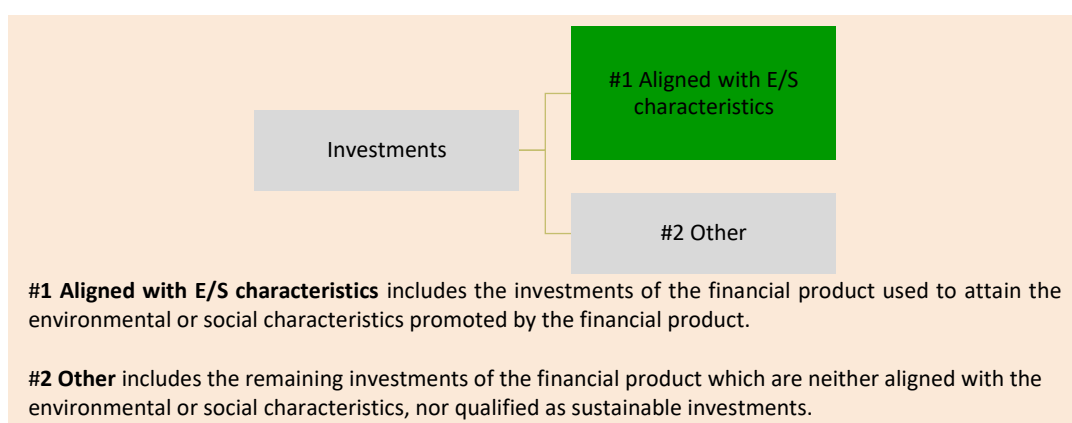 #1 Aligned with E/S
characteristics
Investments
#2 Other
#1 Aligned with E/S characteristics includes the investments of the financial product used to attain the
environmental or social characteristics promoted by the financial product.
#2 Other includes the remaining investments of the financial product which are neither aligned with the
environmental or social characteristics, nor qualified as sustainable investments.